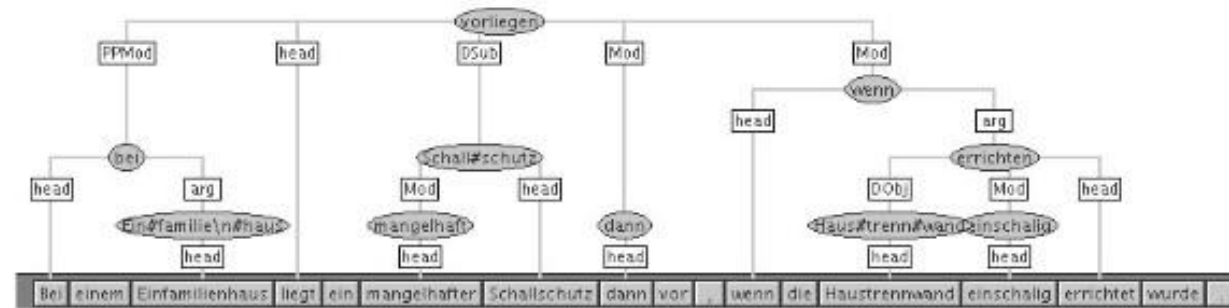 vorliegen
PPMod head DSub Mod Mod
wenn
head arg
bei Schall#schutz errichten
head arg Mod head DObj Mod head
Ein#familie\n#haus mangelhaft dann Haus#trenn#wand einschalig
head head head head head
Bei einem Einfamilienhaus liegt ein mangelhafter Schallschutz dann vor , wenn die Haustrennwand einschalig errichtet wurde .